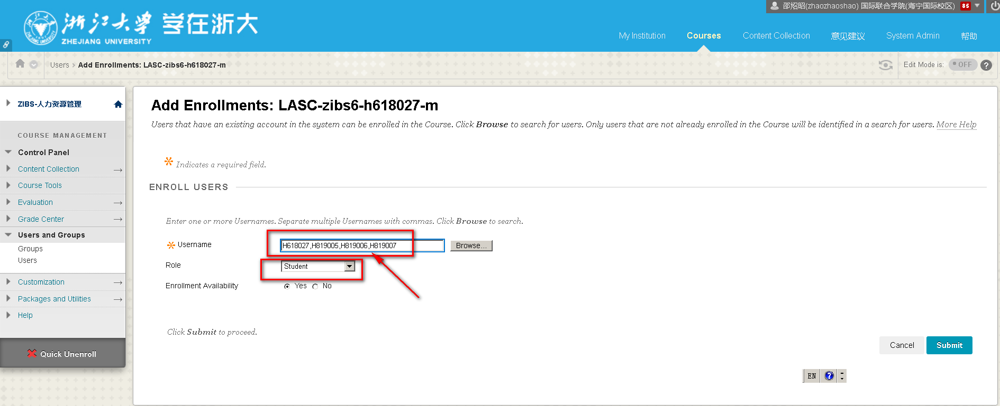 邵炤昭(zhaozhaoshao) 国际联合学院(海宁国际校区) 85
浙江大学 学在浙大
ZHEJIANG UNIVERSITY
My Institution Courses Content Collection 意见建议 System Admin 帮助
Users > Add Enrollments: LASC-zibs6-h618027-m
Edit Mode is: OFF ?
ZIBS-人力资源管理
COURSE MANAGEMENT
Control Panel
Content Collection
Course Tools
Evaluation
Grade Center
Users and Groups
Groups
Users
Customization
Packages and Utilities
Help
Quick Unenroll
Add Enrollments: LASC-zibs6-h618027-m
Users that have an existing account in the system can be enrolled in the Course. Click Browse to search for users. Only users that are not already enrolled in the Course will be identified in a search for users. More Help
Indicates a required field.
ENROLL USERS
Enter one or more Usernames. Separate multiple Usernames with commas. Click Browse to search.
Username H618027,H819005,H819006,H819007 Browse...
Role Student
Enrollment Availability Yes No
Click Submit to proceed.
Cancel Submit
EN ?